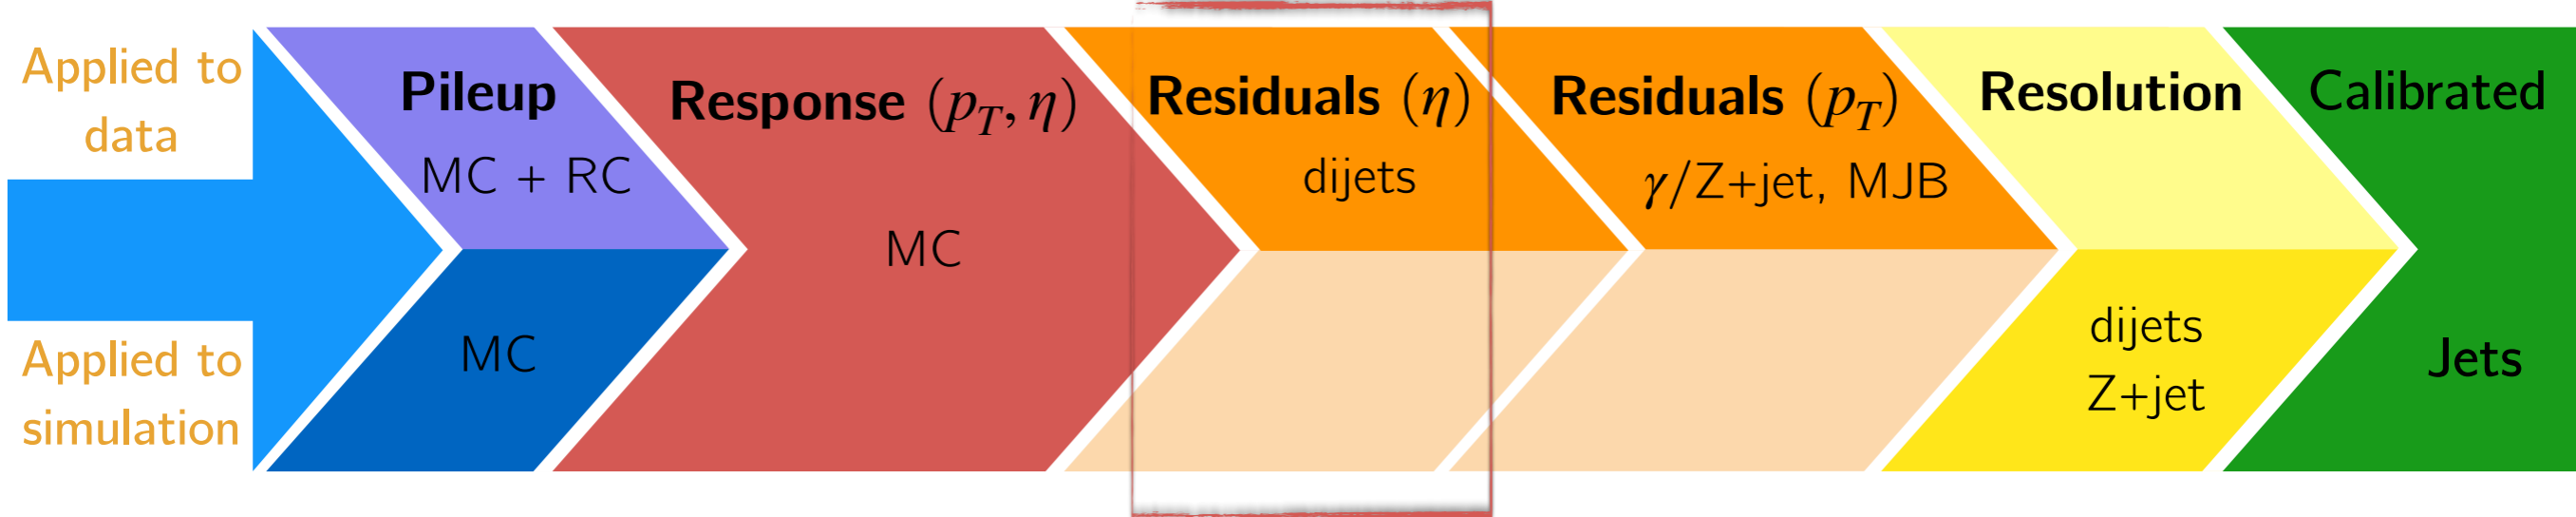 Applied to
data
Applied to
simulation
Pileup
MC + RC
MC
Response (p_T, η)
MC
Residuals (η)
dijets
Residuals (p_T)
γ/Z+jet, MJB
Resolution
dijets
Z+jet
Calibrated
Jets